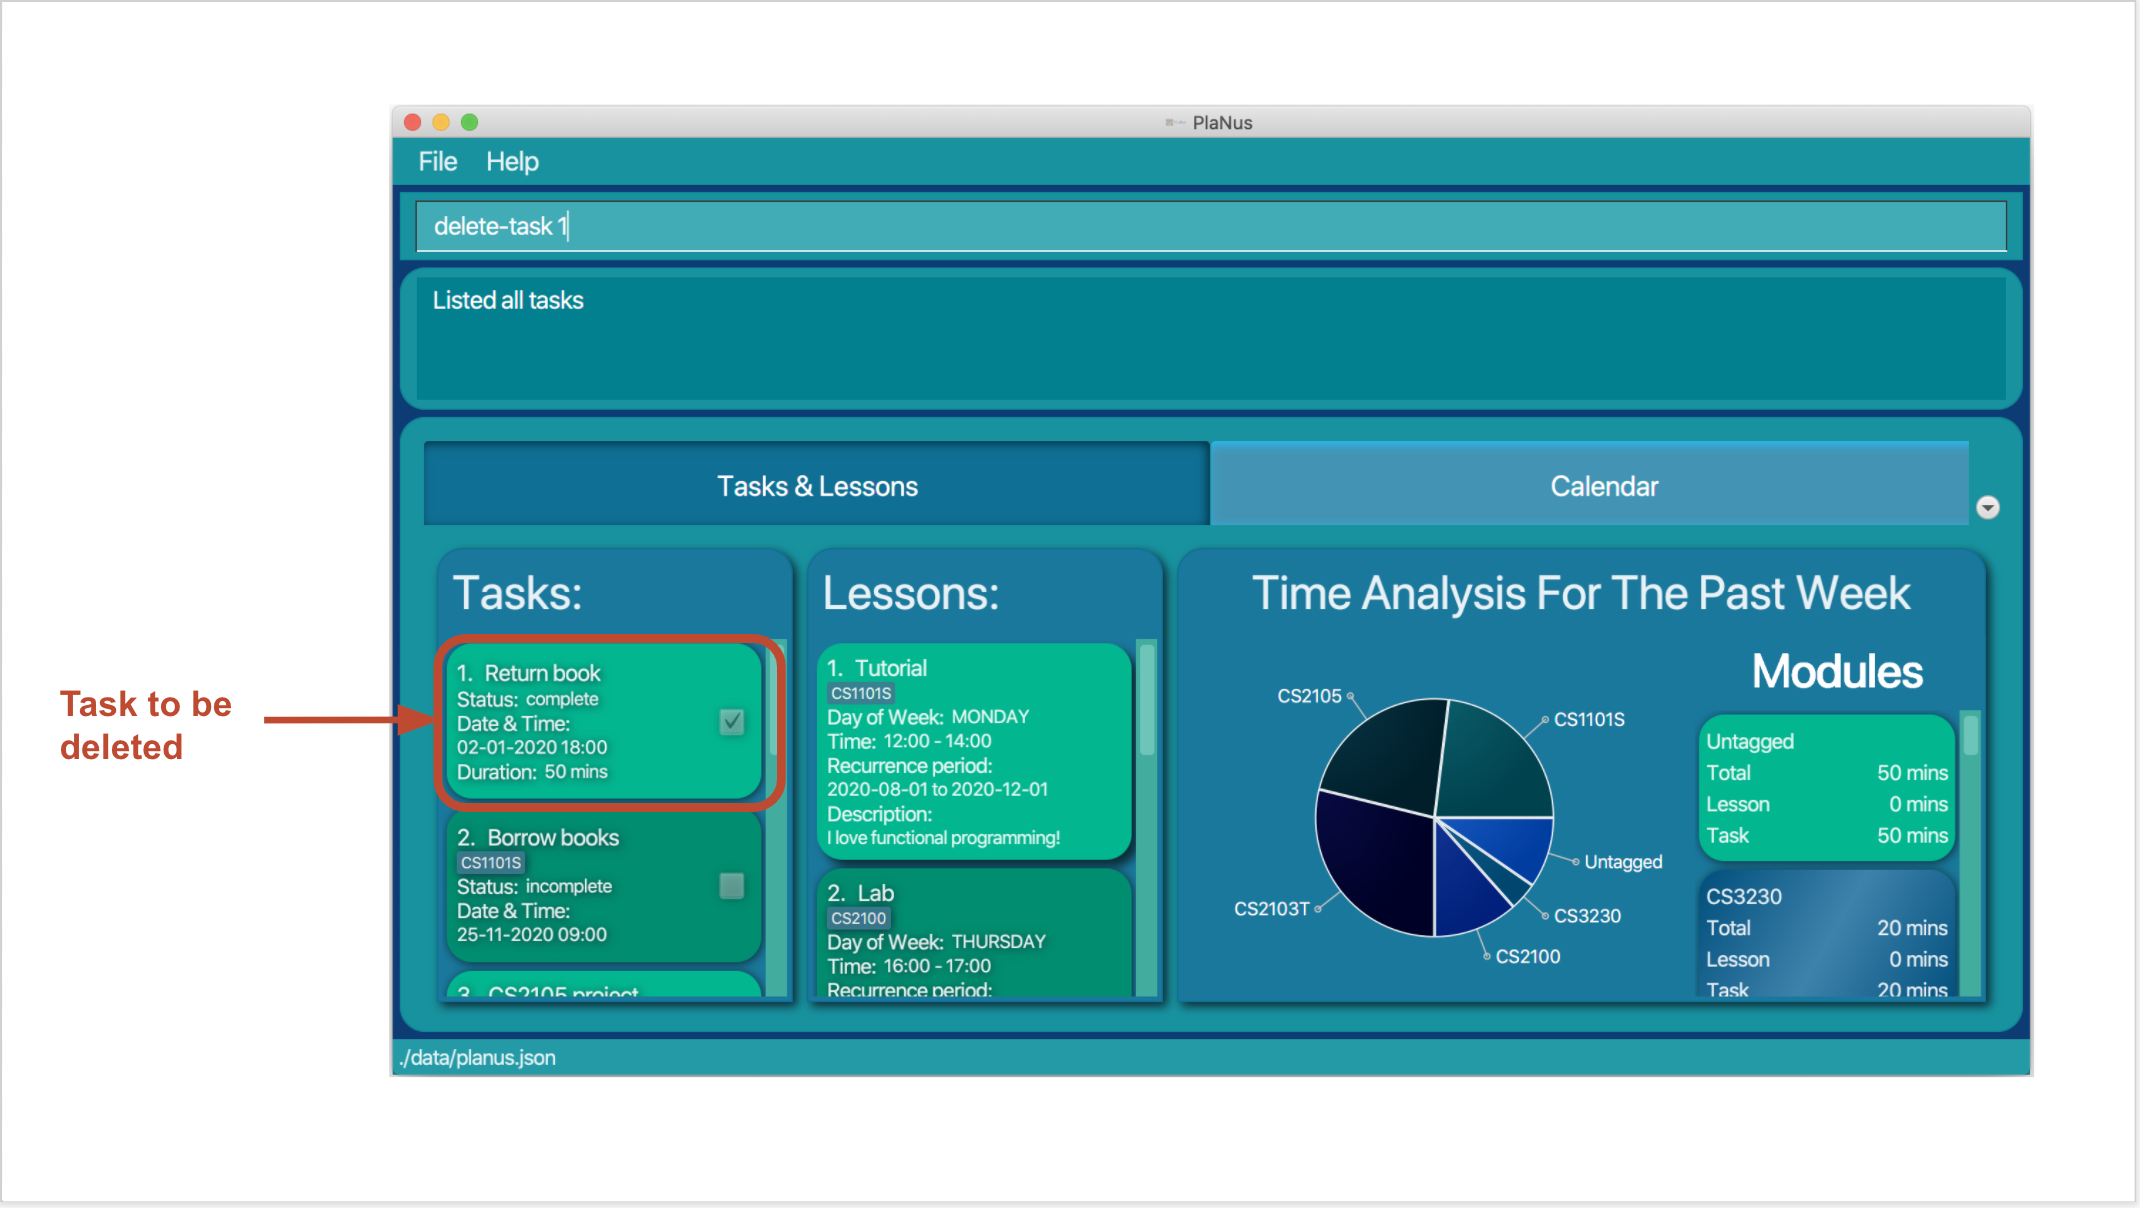 PlaNus
File Help
delete-task 1
Listed all tasks
Tasks & Lessons
Calendar
Task to be
deleted
Tasks:
1. Return book
Status: complete
Date & Time:
02-01-2020 18:00
Duration: 50 mins
2. Borrow books
CS1101S
Status: incomplete
Date & Time:
25-11-2020 09:00
3. CS2105 project
Lessons:
1. Tutorial
CS1101S
Day of Week: MONDAY
Time: 12:00 - 14:00
Recurrence period:
2020-08-01 to 2020-12-01
Description:
I love functional programming!
2. Lab
CS2100
Day of Week: THURSDAY
Time: 16:00 - 17:00
Recurrence period:
Time Analysis For The Past Week
CS2105
CS1101S
Untagged
CS3230
CS2100
CS2103T
Modules
Untagged
Total 50 mins
Lesson 0 mins
Task 50 mins
CS3230
Total 20 mins
Lesson 0 mins
Task 20 mins
./data/planus.json